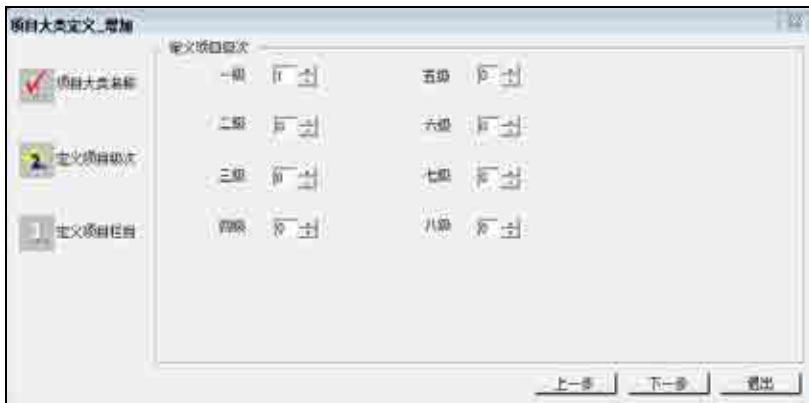 项目大类定义_增加
定义项目级次
项目大类名称
一级 1
五级 0
二级 0
六级 0
2 定义项目级次
三级 0
七级 0
3 定义项目栏目
四级 0
八级 0
上一步 下一步 退出